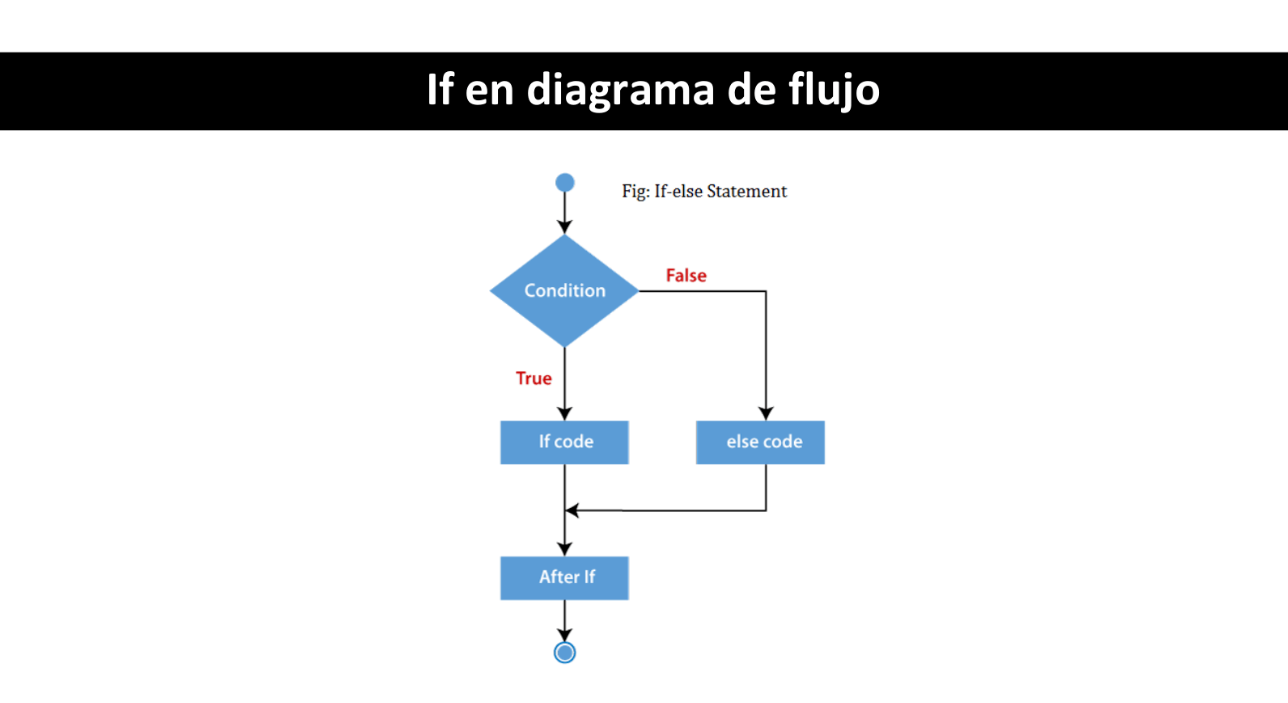 If en diagrama de flujo
Fig: If-else Statement
Condition
False
True
If code
else code
After If